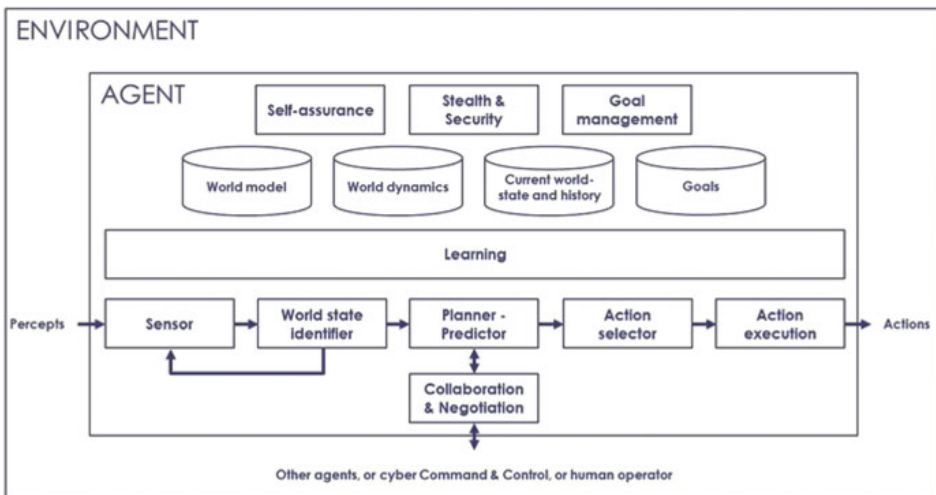 ENVIRONMENT
AGENT
Self-assurance
Stealth &
Security
Goal
management
World model
World dynamics
Current world-
state and history
Goals
Learning
Percepts
Sensor
World state
identifier
Planner -
Predictor
Action
selector
Action
execution
Actions
Collaboration
& Negotiation
Other agents, or cyber Command & Control, or human operator